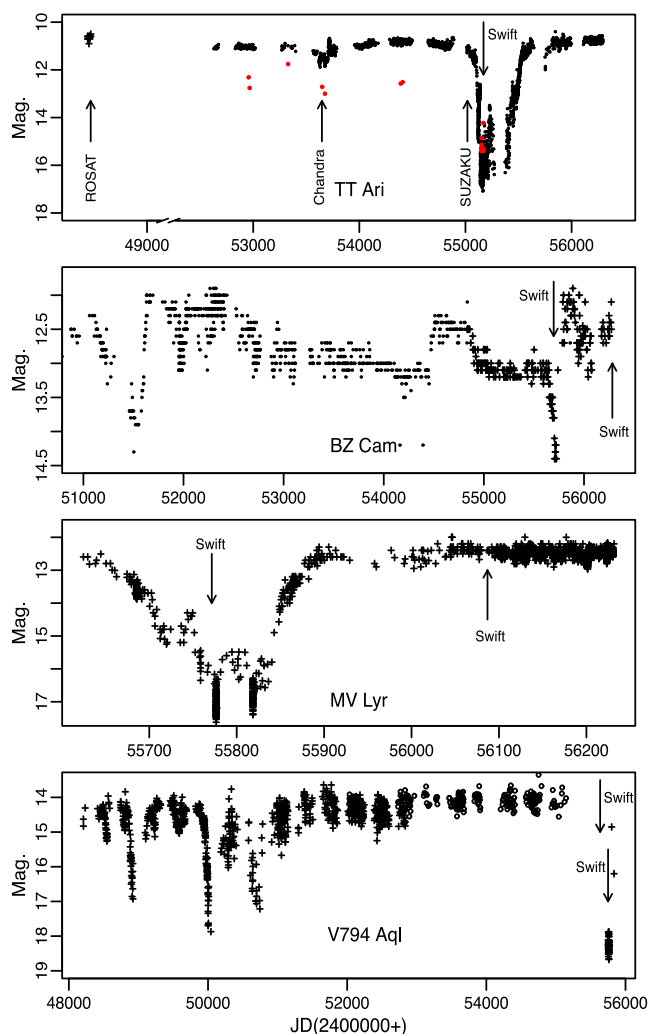 10
12
14
16
18
Mag.
ROSAT
Chandra
SUZAKU
Swift
TT Ari
49000 53000 54000 55000 56000
12.5
13.5
14.5
Mag.
Swift
Swift
BZ Cam
51000 52000 53000 54000 55000 56000
13
15
17
Mag.
Swift
Swift
MV Lyr
55700 55800 55900 56000 56100 56200
14
15
16
17
18
19
Mag.
Swift
Swift
V794 Aql
48000 50000 52000 54000 56000
JD(2400000+)